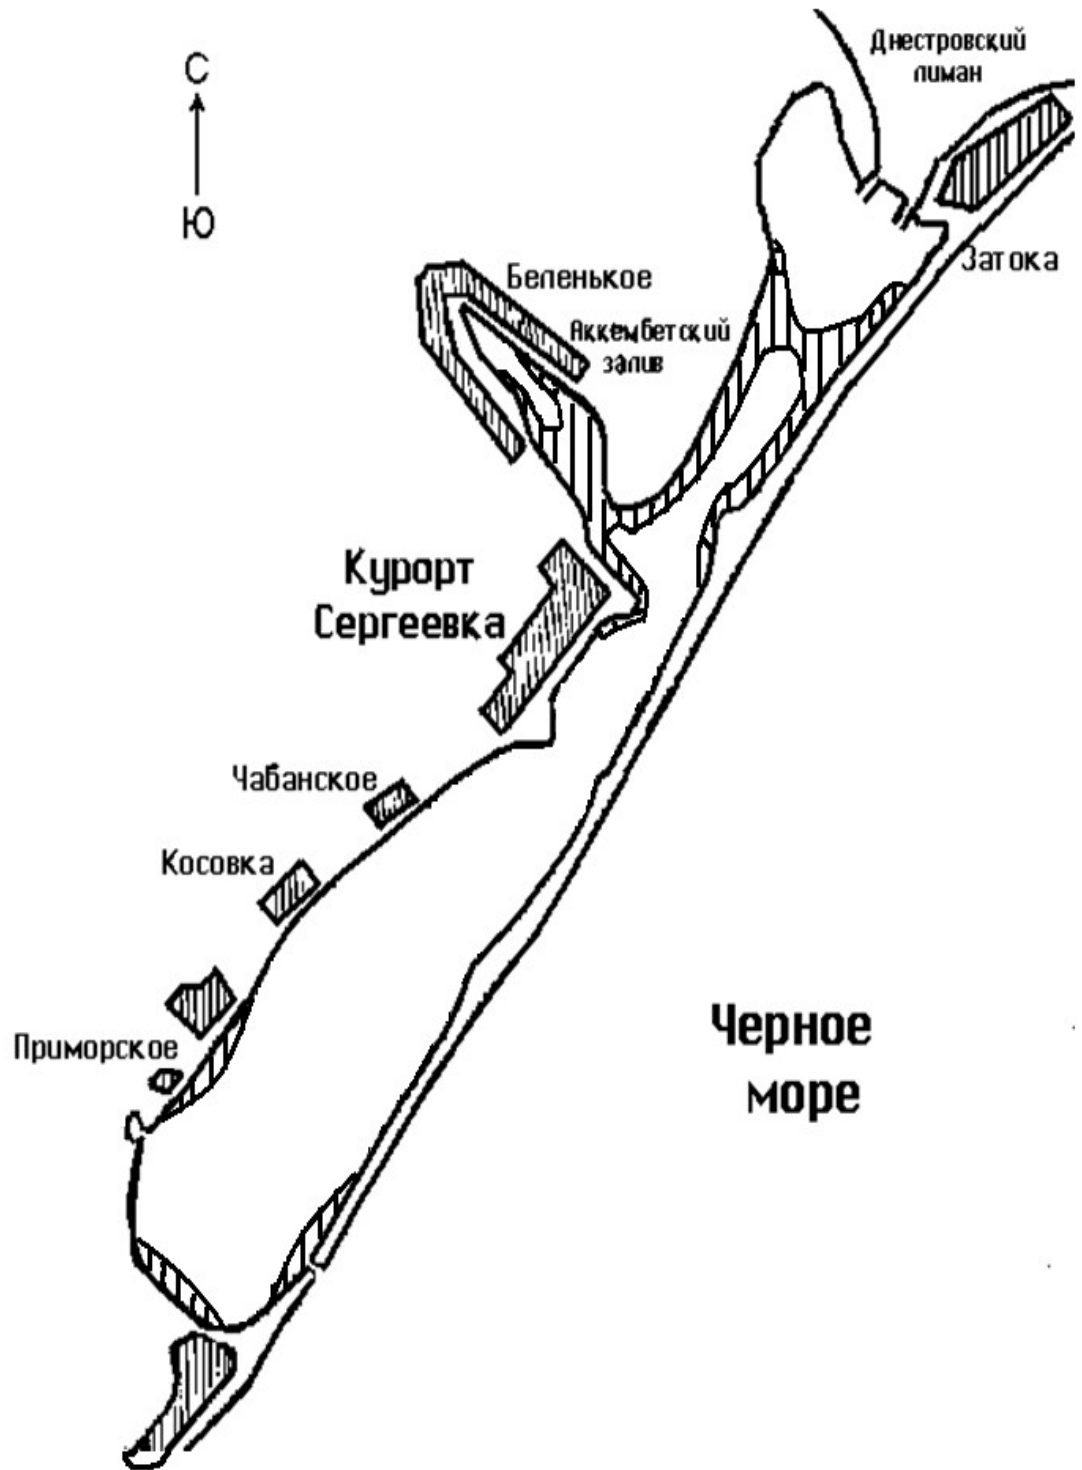 Днестровский
лиман
С
Ю
Затока
Беленькое
Аккембетский
залив
Курорт
Сергеевка
Чабанское
Косовка
Приморское
Черное
море